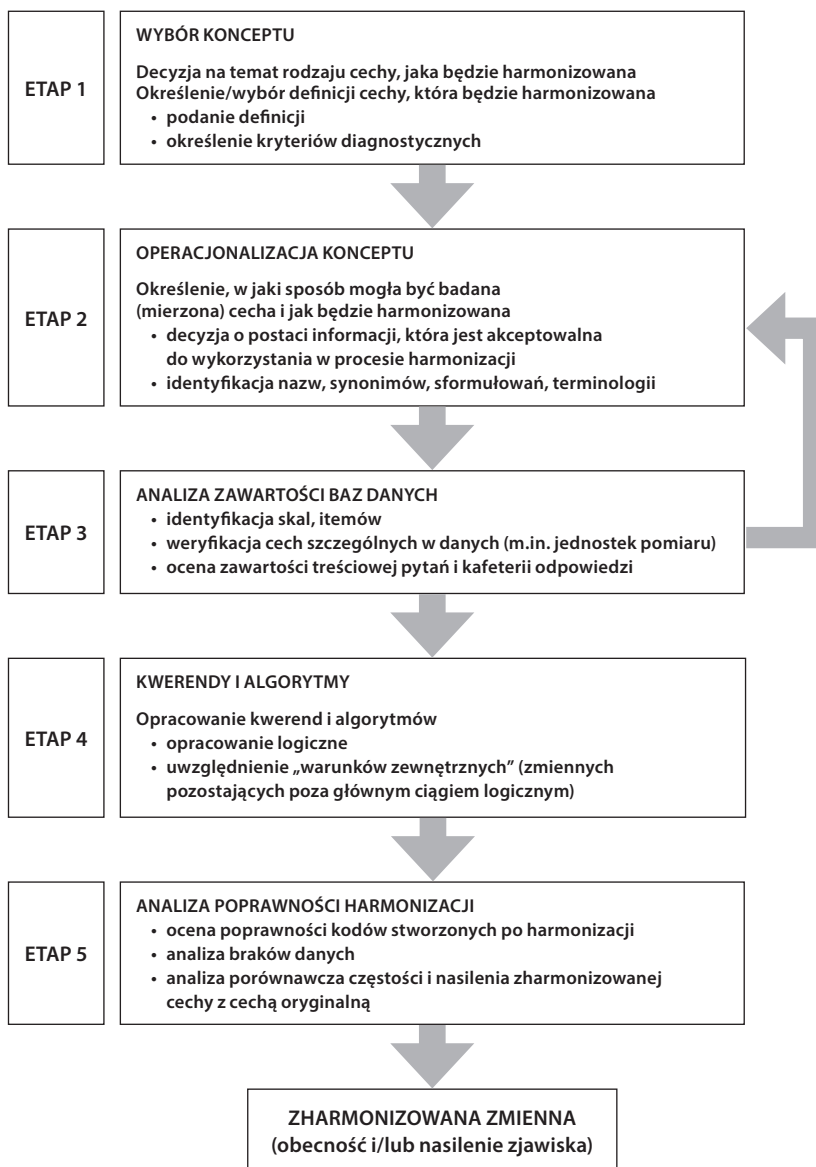 ETAP 1
WYBÓR KONCEPTU
Decyzja na temat rodzaju cechy, jaka będzie harmonizowana
Określenie/wybór definicji cechy, która będzie harmonizowana
• podanie definicji
• określenie kryteriów diagnostycznych
ETAP 2
OPERACJONALIZACJA KONCEPTU
Określenie, w jaki sposób mogła być badana
(mierzona) cecha i jak będzie harmonizowana
• decyzja o postaci informacji, która jest akceptowalna
do wykorzystania w procesie harmonizacji
• identyfikacja nazw, synonimów, sformułowań, terminologii
ETAP 3
ANALIZA ZAWARTOŚCI BAZ DANYCH
• identyfikacja skal, itemów
• weryfikacja cech szczególnych w danych (m.in. jednostek pomiaru)
• ocena zawartości treściowej pytań i kafeterii odpowiedzi
ETAP 4
KWERENDY I ALGORYTMY
Opracowanie kwerend i algorytmów
• opracowanie logiczne
• uwzględnienie „warunków zewnętrznych” (zmiennych
pozostających poza głównym ciągiem logicznym)
ETAP 5
ANALIZA POPRAWNOŚCI HARMONIZACJI
• ocena poprawności kodów stworzonych po harmonizacji
• analiza braków danych
• analiza porównawcza częstości i nasilenia zharmonizowanej
cechy z cechą oryginalną
ZHARMONIZOWANA ZMIENNA
(obecność i/lub nasilenie zjawiska)